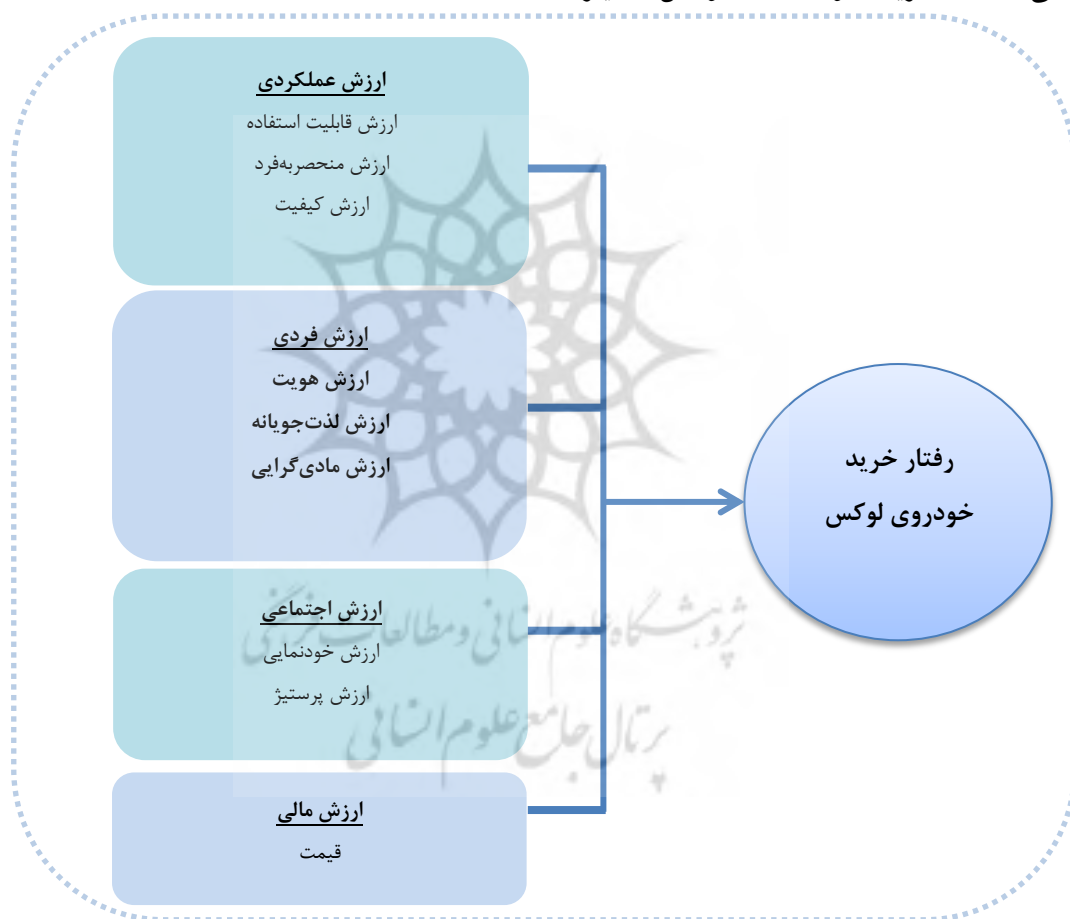 ارزش عملکردی
ارزش قابلیت استفاده
ارزش منحصربه‌فرد
ارزش کیفیت
ارزش فردی
ارزش هویت
ارزش لذت‌جویانه
ارزش مادی‌گرایی
ارزش اجتماعی
ارزش خودنمایی
ارزش پرستیژ
ارزش مالی
قیمت
رفتار خرید
خودروی لوکس
پژوهشگاه علوم انسانی و مطالعات فرهنگی
پرتال جامع علوم انسانی